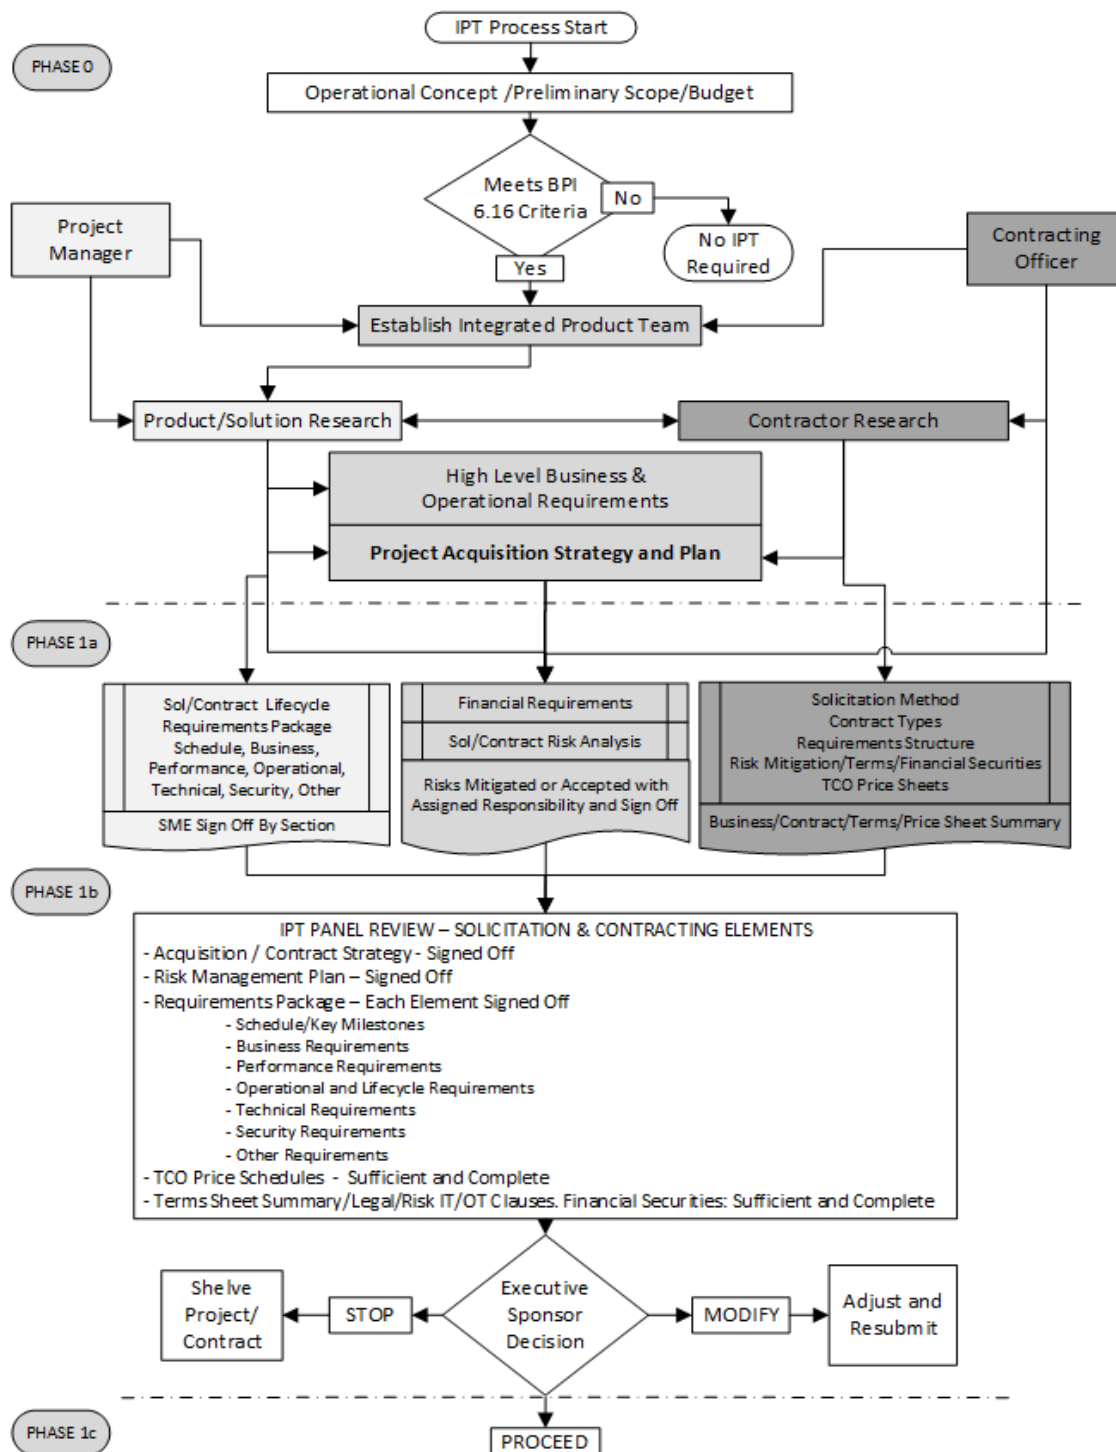 IPT Process Start
PHASE 0
Operational Concept /Preliminary Scope/Budget
Meets BPI
6.16 Criteria
No
Yes
No IPT
Required
Project
Manager
Contracting
Officer
Establish Integrated Product Team
Product/Solution Research
Contractor Research
High Level Business &
Operational Requirements
Project Acquisition Strategy and Plan
PHASE 1a
Sol/Contract Lifecycle
Requirements Package
Schedule, Business,
Performance, Operational,
Technical, Security, Other
SME Sign Off By Section
Financial Requirements
Sol/Contract Risk Analysis
Risks Mitigated or Accepted with
Assigned Responsibility and Sign Off
Solicitation Method
Contract Types
Requirements Structure
Risk Mitigation/Terms/Financial Securities
TCO Price Sheets
Business/Contract/Terms/Price Sheet Summary
PHASE 1b
IPT PANEL REVIEW – SOLICITATION & CONTRACTING ELEMENTS
- Acquisition / Contract Strategy - Signed Off
- Risk Management Plan – Signed Off
- Requirements Package – Each Element Signed Off
- Schedule/Key Milestones
- Business Requirements
- Performance Requirements
- Operational and Lifecycle Requirements
- Technical Requirements
- Security Requirements
- Other Requirements
- TCO Price Schedules - Sufficient and Complete
- Terms Sheet Summary/Legal/Risk IT/OT Clauses. Financial Securities: Sufficient and Complete
Shelve
Project/
Contract
STOP
Executive
Sponsor
Decision
MODIFY
Adjust and
Resubmit
PHASE 1c
PROCEED